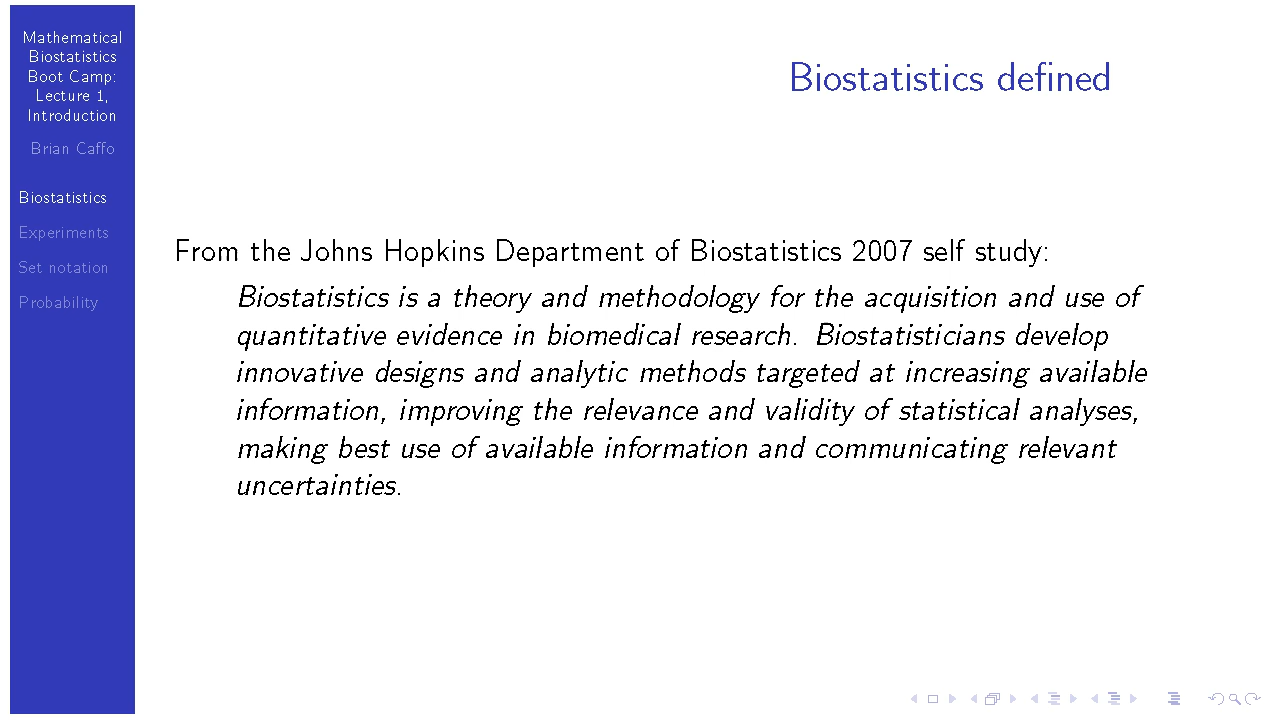 Mathematical
Biostatistics
Boot Camp:
Lecture 1,
Introduction
Brian Caffo
Biostatistics
Experiments
Set notation
Probability
Biostatistics defined
From the Johns Hopkins Department of Biostatistics 2007 self study:
Biostatistics is a theory and methodology for the acquisition and use of
quantitative evidence in biomedical research. Biostatisticians develop
innovative designs and analytic methods targeted at increasing available
information, improving the relevance and validity of statistical analyses,
making best use of available information and communicating relevant
uncertainties.